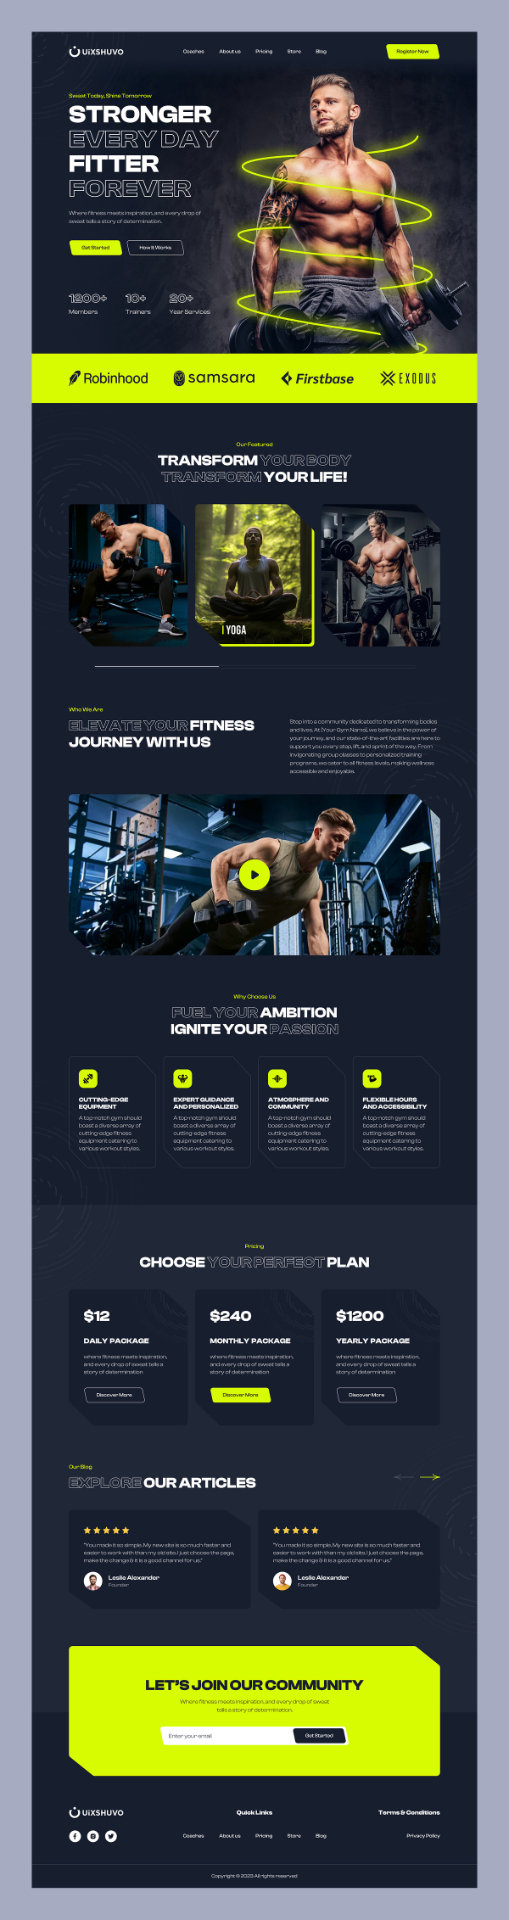 UIXSHUVO
Coaches About us Pricing Store Blog
Register Now
Sweat Today, Shine Tomorrow
STRONGER
EVERY DAY
FITTER
FOREVER
Where fitness meets inspiration, and every drop of
sweat tells a story of determination.
Get Started How It Works
1200+ 10+ 20+
Members Trainers Year Services
Robinhood samsara Firstbase EXODUS
Our Featured
TRANSFORM YOUR BODY
TRANSFORM YOUR LIFE!
YOGA
Who We Are
ELEVATE YOUR FITNESS
JOURNEY WITH US
Step into a community dedicated to transforming bodies
and lives. At [Your Gym Name], we believe in the power of
your journey, and our state-of-the-art facilities are here to
support you every step, lift, and sprint of the way. From
invigorating group classes to personalized training
programs, we cater to all fitness levels, making wellness
accessible and enjoyable.
Why Choose Us
FUEL YOUR AMBITION
IGNITE YOUR PASSION
CUTTING-EDGE
EQUIPMENT
A top-notch gym should
boast a diverse array of
cutting-edge fitness
equipment catering to
various workout styles.
EXPERT GUIDANCE
AND PERSONALIZED
A top-notch gym should
boast a diverse array of
cutting-edge fitness
equipment catering to
various workout styles.
ATMOSPHERE AND
COMMUNITY
A top-notch gym should
boast a diverse array of
cutting-edge fitness
equipment catering to
various workout styles.
FLEXIBLE HOURS
AND ACCESSIBILITY
A top-notch gym should
boast a diverse array of
cutting-edge fitness
equipment catering to
various workout styles.
Pricing
CHOOSE YOUR PERFECT PLAN
$12
DAILY PACKAGE
where fitness meets inspiration,
and every drop of sweat tells a
story of determination
Discover More
$240
MONTHLY PACKAGE
where fitness meets inspiration,
and every drop of sweat tells a
story of determination
Discover More
$1200
YEARLY PACKAGE
where fitness meets inspiration,
and every drop of sweat tells a
story of determination
Discover More
Our Blog
EXPLORE OUR ARTICLES
"You made it so simple. My new site is so much faster and
easier to work with than my old site. I just choose the page,
make the change & it is a good channel for us."
Leslie Alexander
Founder
"You made it so simple. My new site is so much faster and
easier to work with than my old site. I just choose the page,
make the change & it is a good channel for us."
Leslie Alexander
Founder
LET'S JOIN OUR COMMUNITY
Where fitness meets inspiration, and every drop of sweat
tells a story of determination.
Enter your email Get Started
UIXSHUVO
Quick Links
Terms & Conditions
Coaches About us Pricing Store Blog
Privacy Policy
Copyright © 2023 All rights reserved